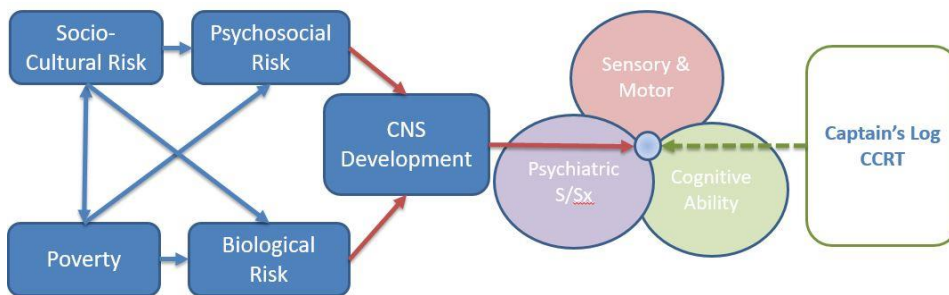 Socio-
Cultural Risk
Psychosocial
Risk
Poverty
Biological
Risk
CNS
Development
Sensory &
Motor
Psychiatric
S/Sx
Cognitive
Ability
Captain's Log
CCRT